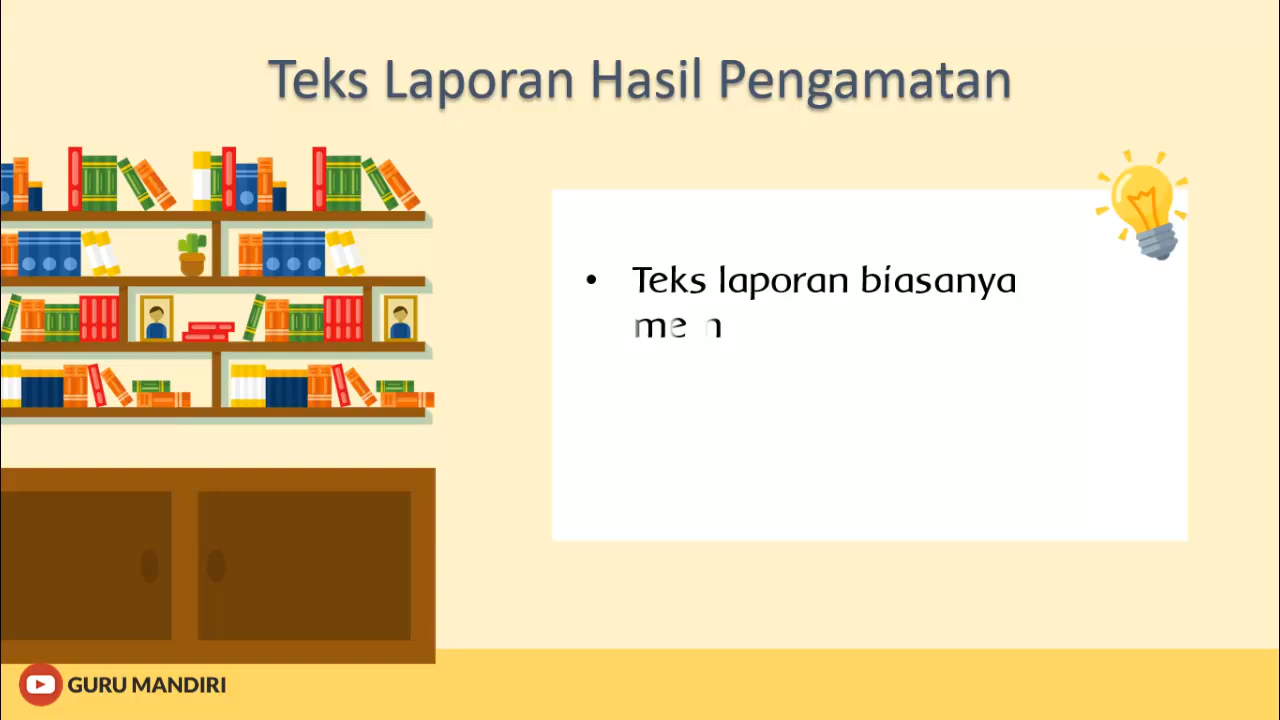 Teks Laporan Hasil Pengamatan
• Teks laporan biasanya
GURU MANDIRI